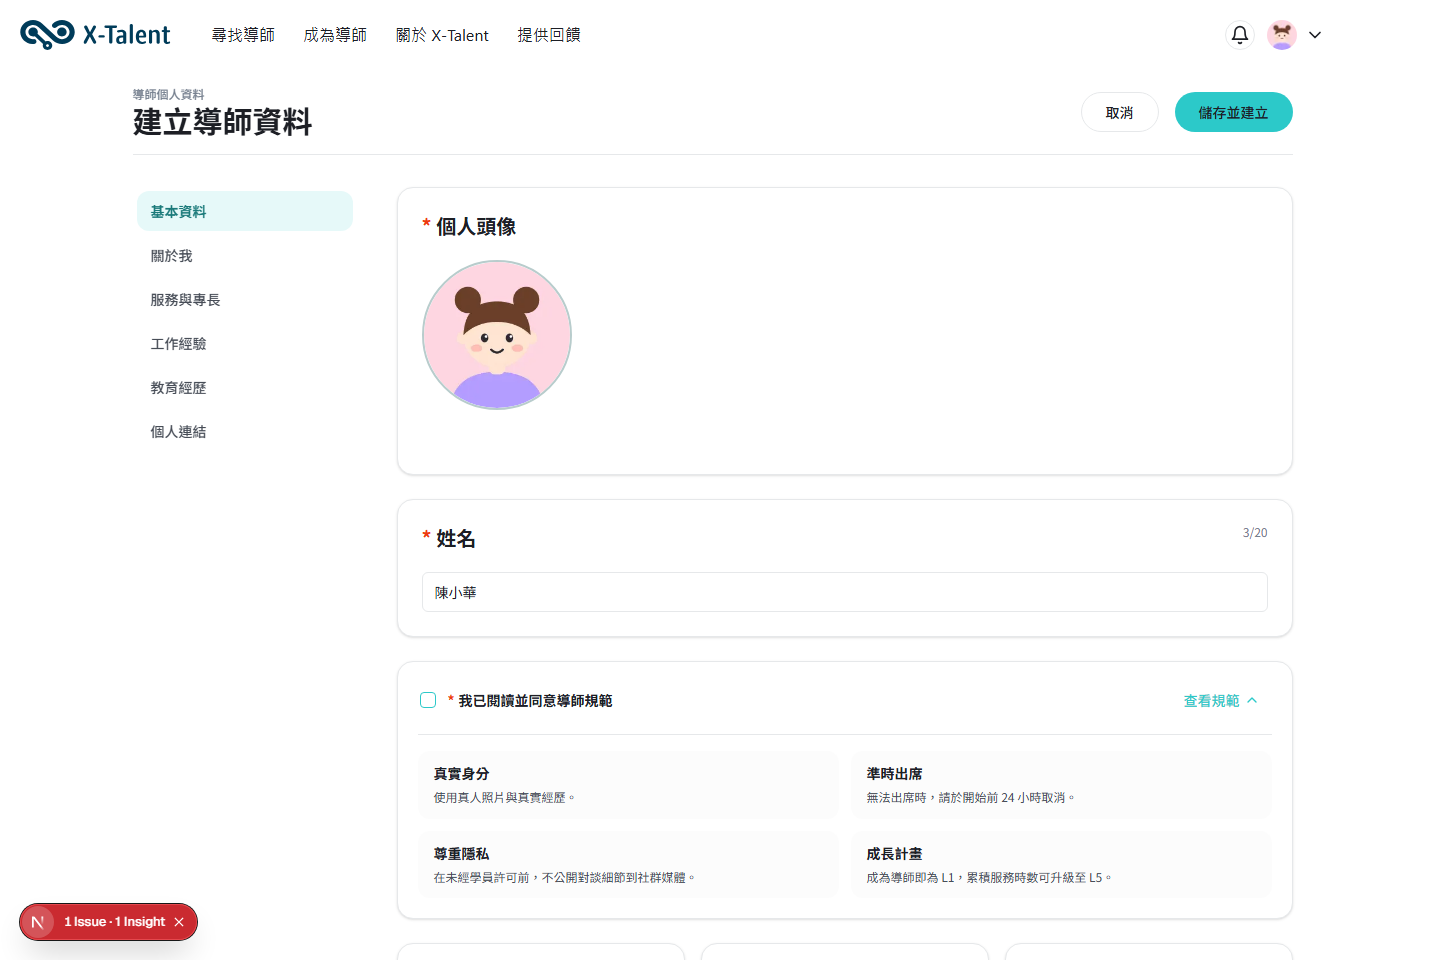 X-Talent
尋找導師
成為導師
關於 X-Talent
提供回饋
導師個人資料
建立導師資料
取消
儲存並建立
基本資料
關於我
服務與專長
工作經驗
教育經歷
個人連結
* 個人頭像
* 姓名
3/20
陳小華
* 我已閱讀並同意導師規範
查看規範
真實身分
使用真人照片與真實經歷。
準時出席
無法出席時，請於開始前 24 小時取消。
尊重隱私
在未經學員許可前，不公開對談細節到社群媒體。
成長計畫
成為導師即為 L1，累積服務時數可升級至 L5。
N
1 Issue · 1 Insight